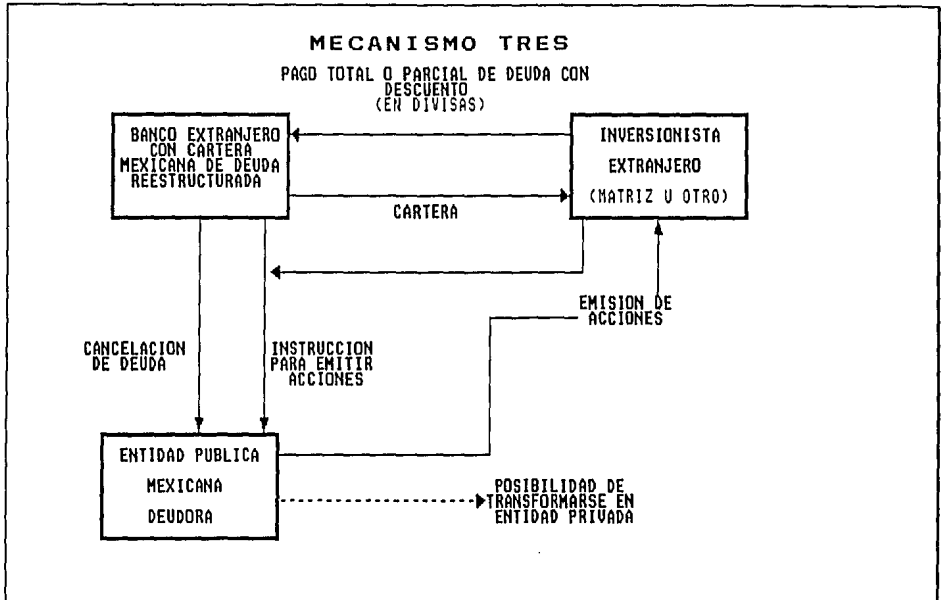 MECANISMO TRES
PAGO TOTAL O PARCIAL DE DEUDA CON
DESCUENTO
(EN DIVISAS)
BANCO EXTRANJERO
CON CARTERA
MEXICANA DE DEUDA
REESTRUCTURADA
INVERSIONISTA
EXTRANJERO
(MATRIZ U OTRO)
CARTERA
EMISION DE
ACCIONES
CANCELACION
DE DEUDA
INSTRUCCION
PARA EMITIR
ACCIONES
ENTIDAD PUBLICA
MEXICANA
DEUDORA
POSIBILIDAD DE
TRANSFORMARSE EN
ENTIDAD PRIVADA